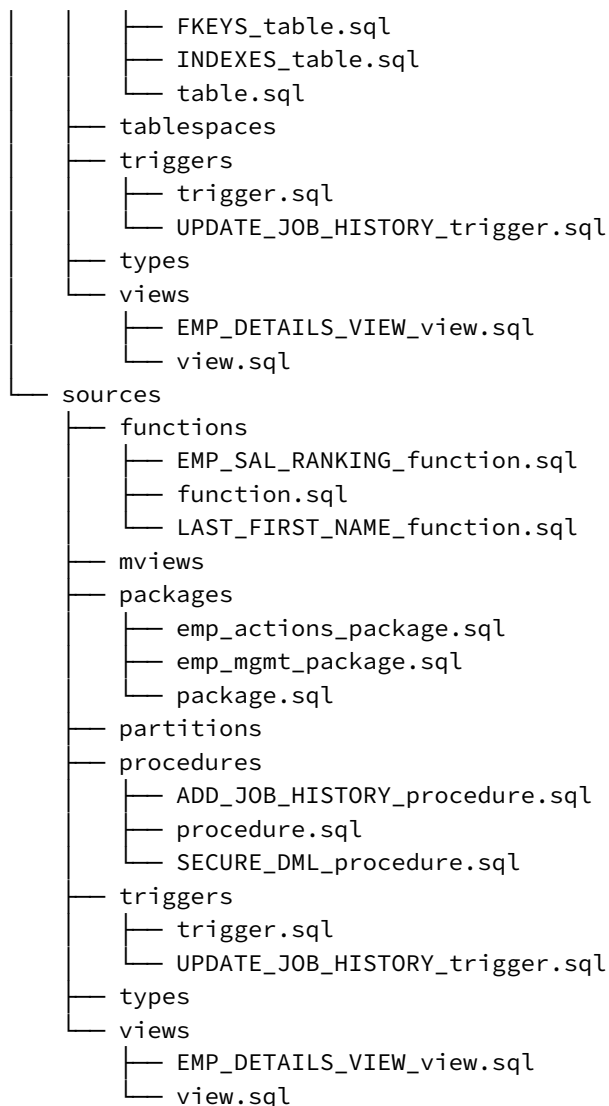 │   │   │   ├── FKEYS_table.sql
│   │   │   ├── INDEXES_table.sql
│   │   │   └── table.sql
│   │   ├── tablespaces
│   │   ├── triggers
│   │   │   ├── trigger.sql
│   │   │   └── UPDATE_JOB_HISTORY_trigger.sql
│   │   ├── types
│   │   └── views
│   │       ├── EMP_DETAILS_VIEW_view.sql
│   │       └── view.sql
└── sources
    ├── functions
    │   ├── EMP_SAL_RANKING_function.sql
    │   ├── function.sql
    │   └── LAST_FIRST_NAME_function.sql
    ├── mviews
    ├── packages
    │   ├── emp_actions_package.sql
    │   ├── emp_mgmt_package.sql
    │   └── package.sql
    ├── partitions
    ├── procedures
    │   ├── ADD_JOB_HISTORY_procedure.sql
    │   ├── procedure.sql
    │   └── SECURE_DML_procedure.sql
    ├── triggers
    │   ├── trigger.sql
    │   └── UPDATE_JOB_HISTORY_trigger.sql
    ├── types
    └── views
        ├── EMP_DETAILS_VIEW_view.sql
        └── view.sql